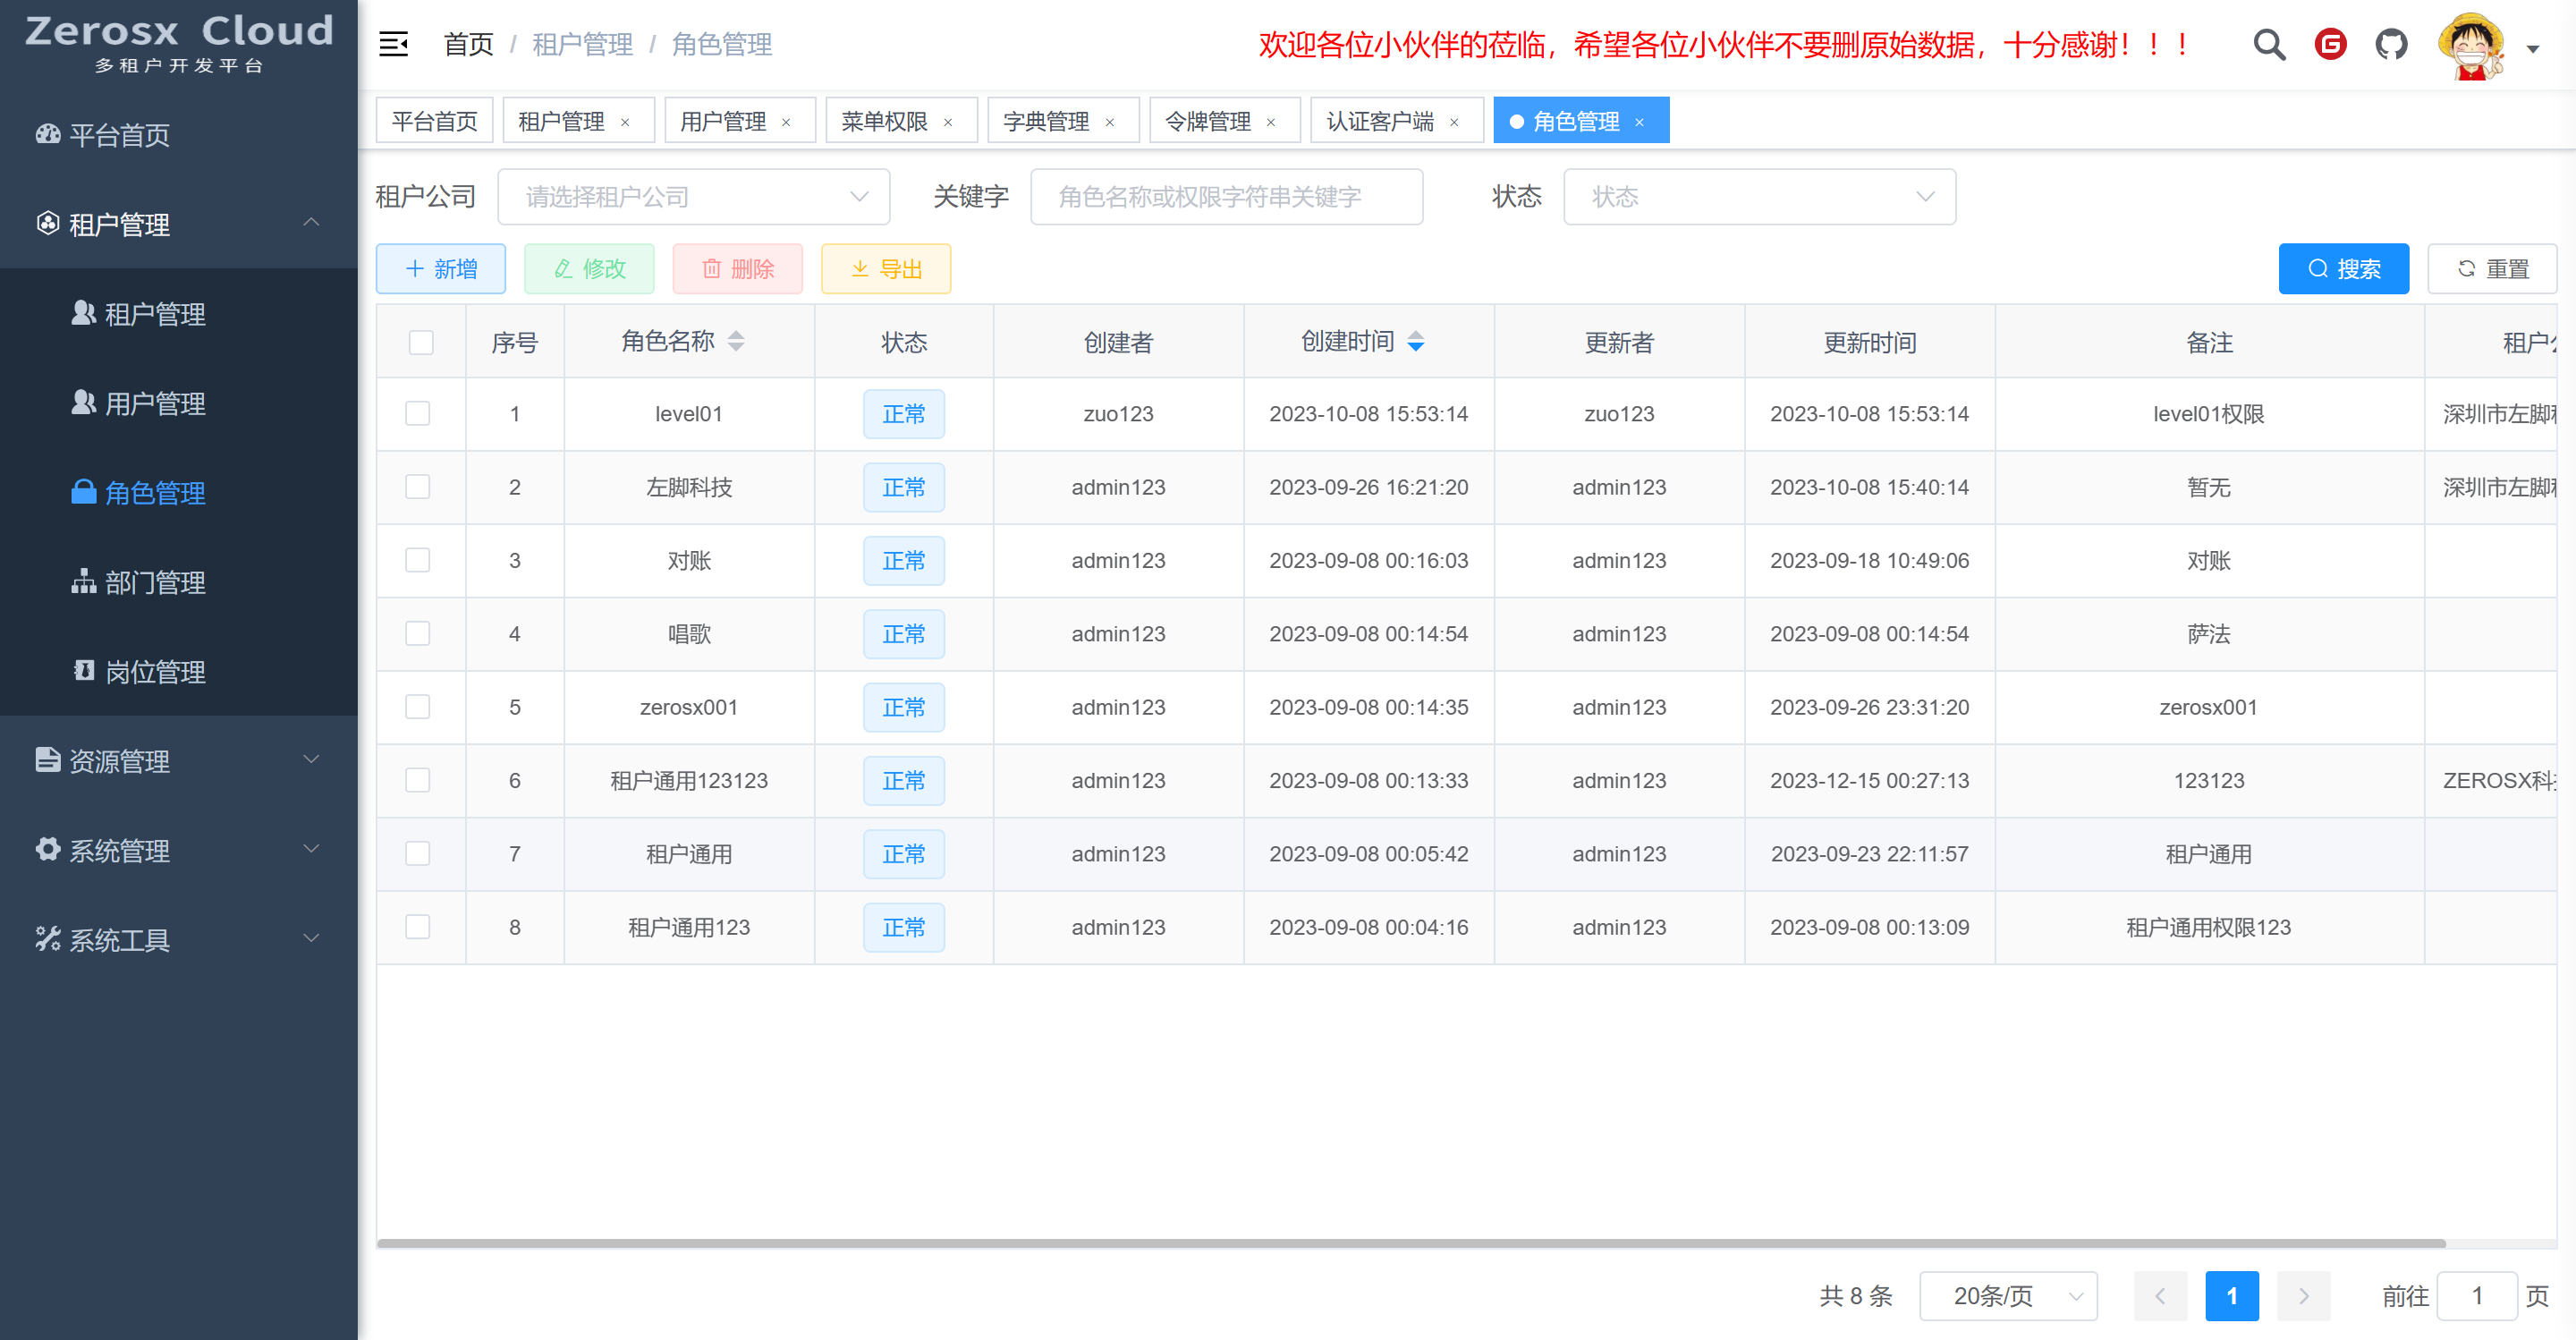 Zerosx Cloud
多租户开发平台
平台首页
租户管理
租户管理
用户管理
角色管理
部门管理
岗位管理
资源管理
系统管理
系统工具
首页 / 租户管理 / 角色管理
欢迎各位小伙伴的莅临，希望各位小伙伴不要删原始数据，十分感谢！！！
平台首页 租户管理 × 用户管理 × 菜单权限 × 字典管理 × 令牌管理 × 认证客户端 × 角色管理 ×
租户公司 请选择租户公司 关键字 角色名称或权限字符串关键字 状态 状态
新增 修改 删除 导出 搜索 重置
序号 角色名称 状态 创建者 创建时间 更新者 更新时间 备注 租户
1 level01 正常 zuo123 2023-10-08 15:53:14 zuo123 2023-10-08 15:53:14 level01权限 深圳市左脚
2 左脚科技 正常 admin123 2023-09-26 16:21:20 admin123 2023-10-08 15:40:14 暂无 深圳市左脚
3 对账 正常 admin123 2023-09-08 00:16:03 admin123 2023-09-18 10:49:06 对账
4 唱歌 正常 admin123 2023-09-08 00:14:54 admin123 2023-09-08 00:14:54 萨法
5 zerosx001 正常 admin123 2023-09-08 00:14:35 admin123 2023-09-26 23:31:20 zerosx001
6 租户通用123123 正常 admin123 2023-09-08 00:13:33 admin123 2023-12-15 00:27:13 123123 ZEROSX科
7 租户通用 正常 admin123 2023-09-08 00:05:42 admin123 2023-09-23 22:11:57 租户通用
8 租户通用123 正常 admin123 2023-09-08 00:04:16 admin123 2023-09-08 00:13:09 租户通用权限123
共 8 条 20条/页 1 前往 1 页